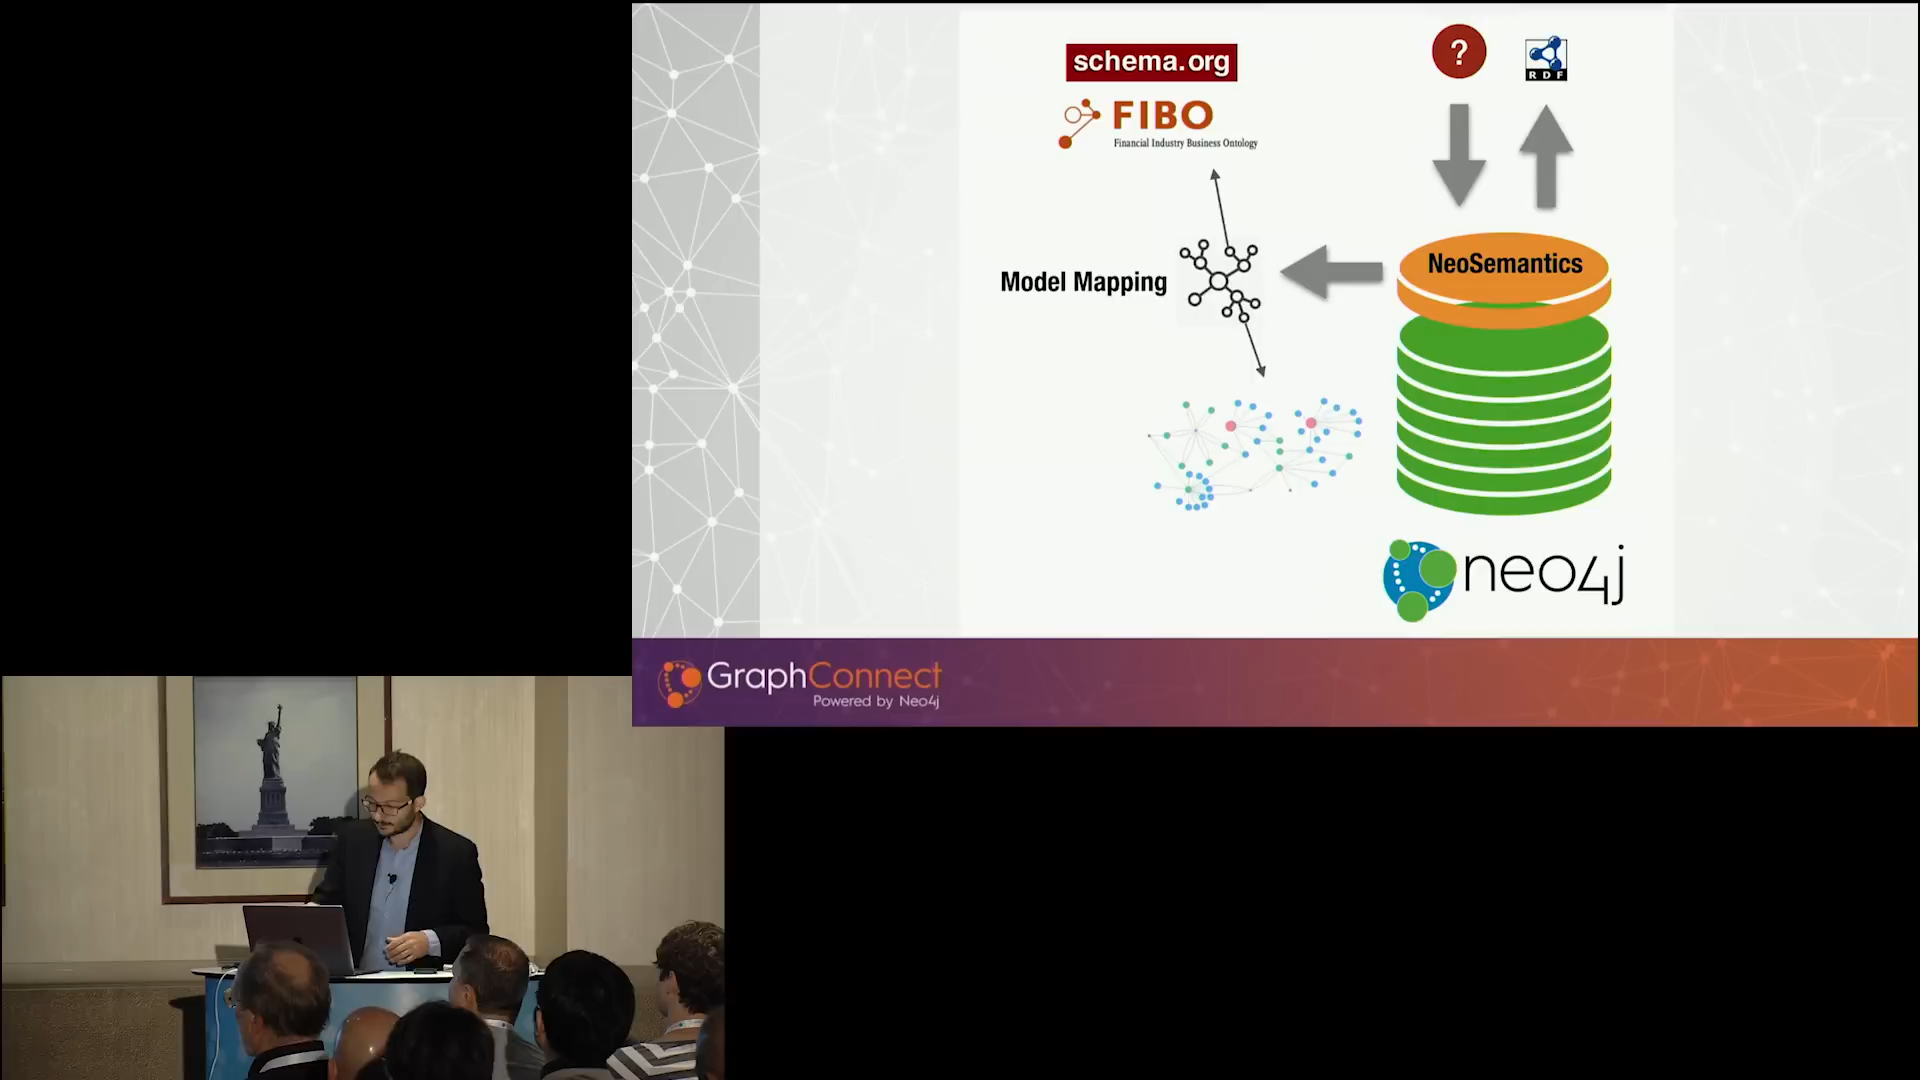 schema.org
FIBO
Financial Industry Business Ontology
?
RDF
NeoSemantics
Model Mapping
neo4j
GraphConnect
Powered by Neo4j